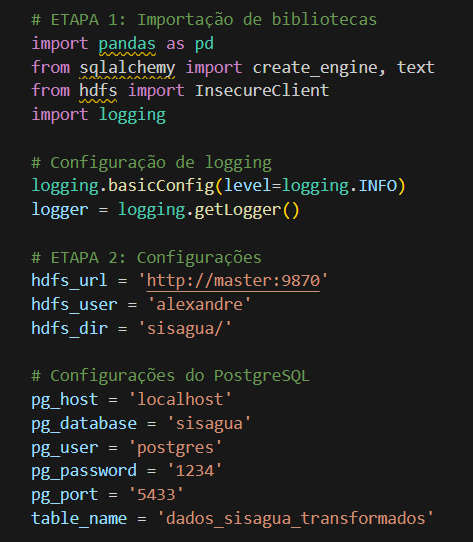 # ETAPA 1: Importação de bibliotecas
import pandas as pd
from sqlalchemy import create_engine, text
from hdfs import InsecureClient
import logging
# Configuração de logging
logging.basicConfig(level=logging.INFO)
logger = logging.getLogger()
# ETAPA 2: Configurações
hdfs_url = 'http://master:9870'
hdfs_user = 'alexandre'
hdfs_dir = 'sisagua/'
# Configurações do PostgreSQL
pg_host = 'localhost'
pg_database = 'sisagua'
pg_user = 'postgres'
pg_password = '1234'
pg_port = '5433'
table_name = 'dados_sisagua_transformados'